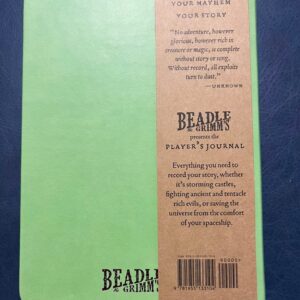 YOUR MAYHEM
YOUR STORY
"No adventure, however
glorious, however rich in
treasure or magic, is complete
without story or song.
Without record, all exploits
turn to dust."
—UNKNOWN
BEADLE
& GRIMM'S
presents the
PLAYER'S JOURNAL
Everything you need to
record your story, whether
it's storming castles,
fighting ancient and tentacle
rich evils, or saving the
universe from the comfort
of your spaceship.
BEADLE
& GRIMM'S